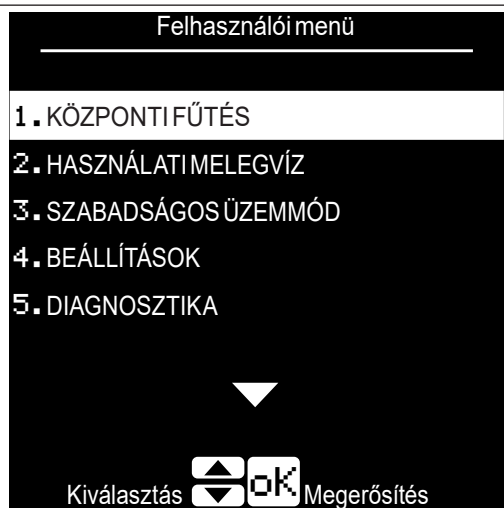 Felhasználói menü
1. KÖZPONTI FŰTÉS
2. HASZNÁLATI MELEGVÍZ
3. SZABADSÁGOS ÜZEMMÓD
4. BEÁLLÍTÁSOK
5. DIAGNOSZTIKA
Kiválasztás oK Megerősítés